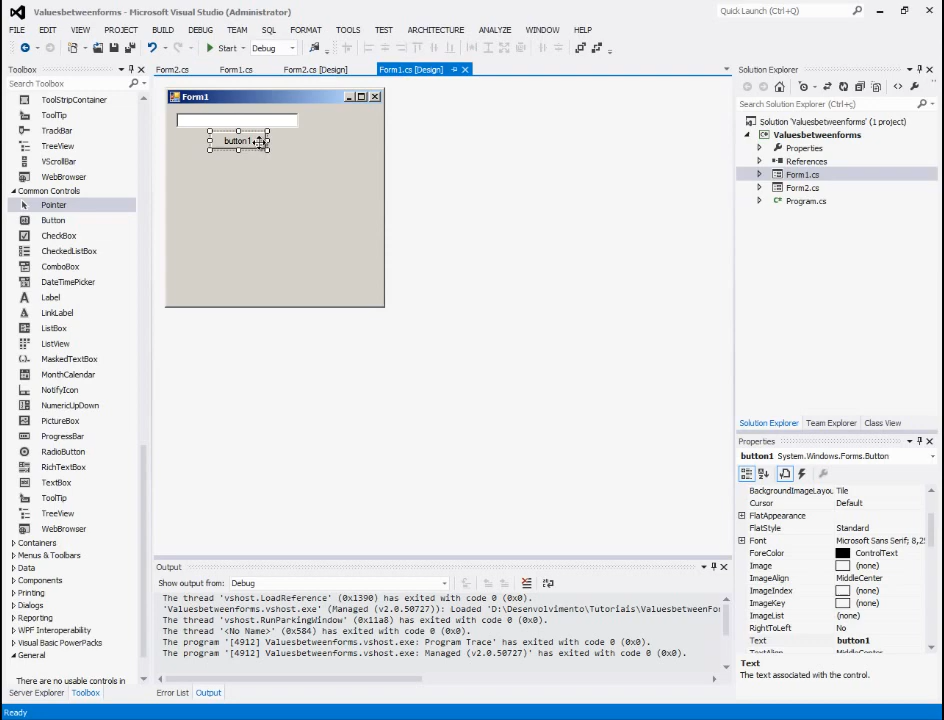 Valuesbetweenforms - Microsoft Visual Studio (Administrator)
Quick Launch (Ctrl+Q)
FILE EDIT VIEW PROJECT BUILD DEBUG TEAM SQL FORMAT TOOLS TEST ARCHITECTURE ANALYZE WINDOW HELP
Start Debug
Toolbox
Search Toolbox
ToolStripContainer
ToolTip
TrackBar
TreeView
VScrollBar
WebBrowser
Common Controls
Pointer
Button
CheckBox
CheckedListBox
ComboBox
DateTimePicker
Label
LinkLabel
ListBox
ListView
MaskedTextBox
MonthCalendar
NotifyIcon
NumericUpDown
PictureBox
ProgressBar
RadioButton
RichTextBox
TextBox
ToolTip
TreeView
WebBrowser
Containers
Menus & Toolbars
Data
Components
Printing
Dialogs
Reporting
WPF Interoperability
Visual Basic PowerPacks
General
There are no usable controls in
Server Explorer Toolbox
Form2.cs Form1.cs Form2.cs [Design] Form1.cs [Design]
Form1
button1
Output
Show output from: Debug
The thread 'vshost.LoadReference' (0x1390) has exited with code 0 (0x0).
'Valuesbetweenforms.vshost.exe' (Managed (v2.0.50727)): Loaded 'D:\Desenvolvimento\Tutoriais\ValuesbetweenFo
The thread 'vshost.RunParkingWindow' (0x11a8) has exited with code 0 (0x0).
The thread '<No Name>' (0x584) has exited with code 0 (0x0).
The program '[4912] Valuesbetweenforms.vshost.exe: Program Trace' has exited with code 0 (0x0).
The program '[4912] Valuesbetweenforms.vshost.exe: Managed (v2.0.50727)' has exited with code 0 (0x0).
Error List Output
Solution Explorer
Search Solution Explorer (Ctrl+ç)
Solution 'Valuesbetweenforms' (1 project)
Valuesbetweenforms
Properties
References
Form1.cs
Form2.cs
Program.cs
Solution Explorer Team Explorer Class View
Properties
button1 System.Windows.Forms.Button
BackgroundImageLayou Tile
Cursor Default
FlatAppearance
FlatStyle Standard
Font Microsoft Sans Serif; 8,25
ForeColor ControlText
Image (none)
ImageAlign MiddleCenter
ImageIndex (none)
ImageKey (none)
ImageList (none)
RightToLeft No
Text button1
TextAlign MiddleCenter
Text
The text associated with the control.
Ready